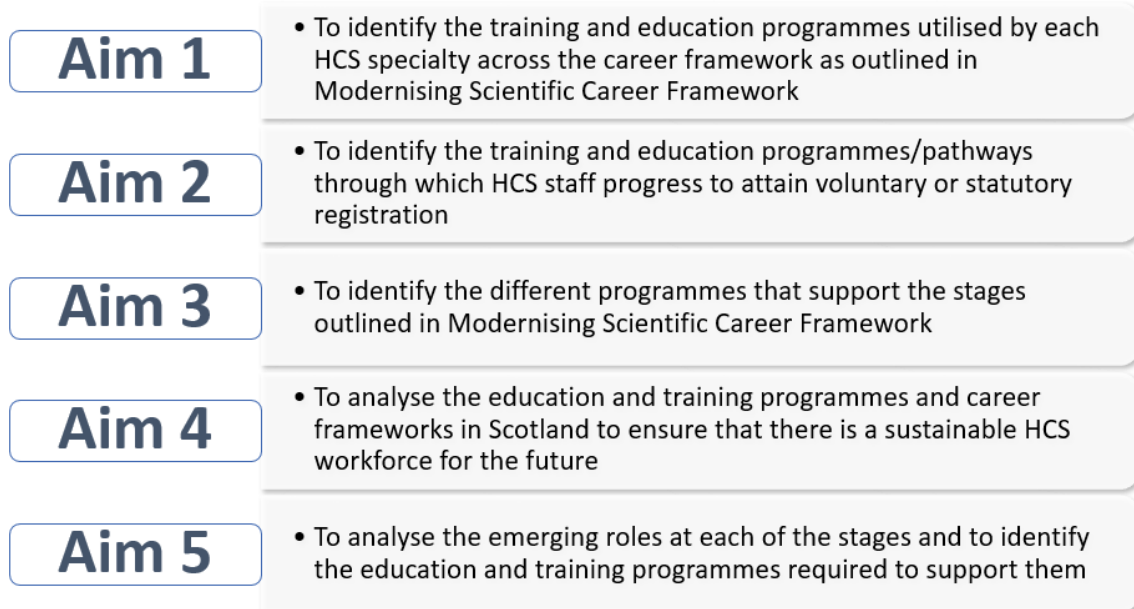 Aim 1
• To identify the training and education programmes utilised by each
HCS specialty across the career framework as outlined in
Modernising Scientific Career Framework
Aim 2
• To identify the training and education programmes/pathways
through which HCS staff progress to attain voluntary or statutory
registration
Aim 3
• To identify the different programmes that support the stages
outlined in Modernising Scientific Career Framework
Aim 4
• To analyse the education and training programmes and career
frameworks in Scotland to ensure that there is a sustainable HCS
workforce for the future
Aim 5
• To analyse the emerging roles at each of the stages and to identify
the education and training programmes required to support them